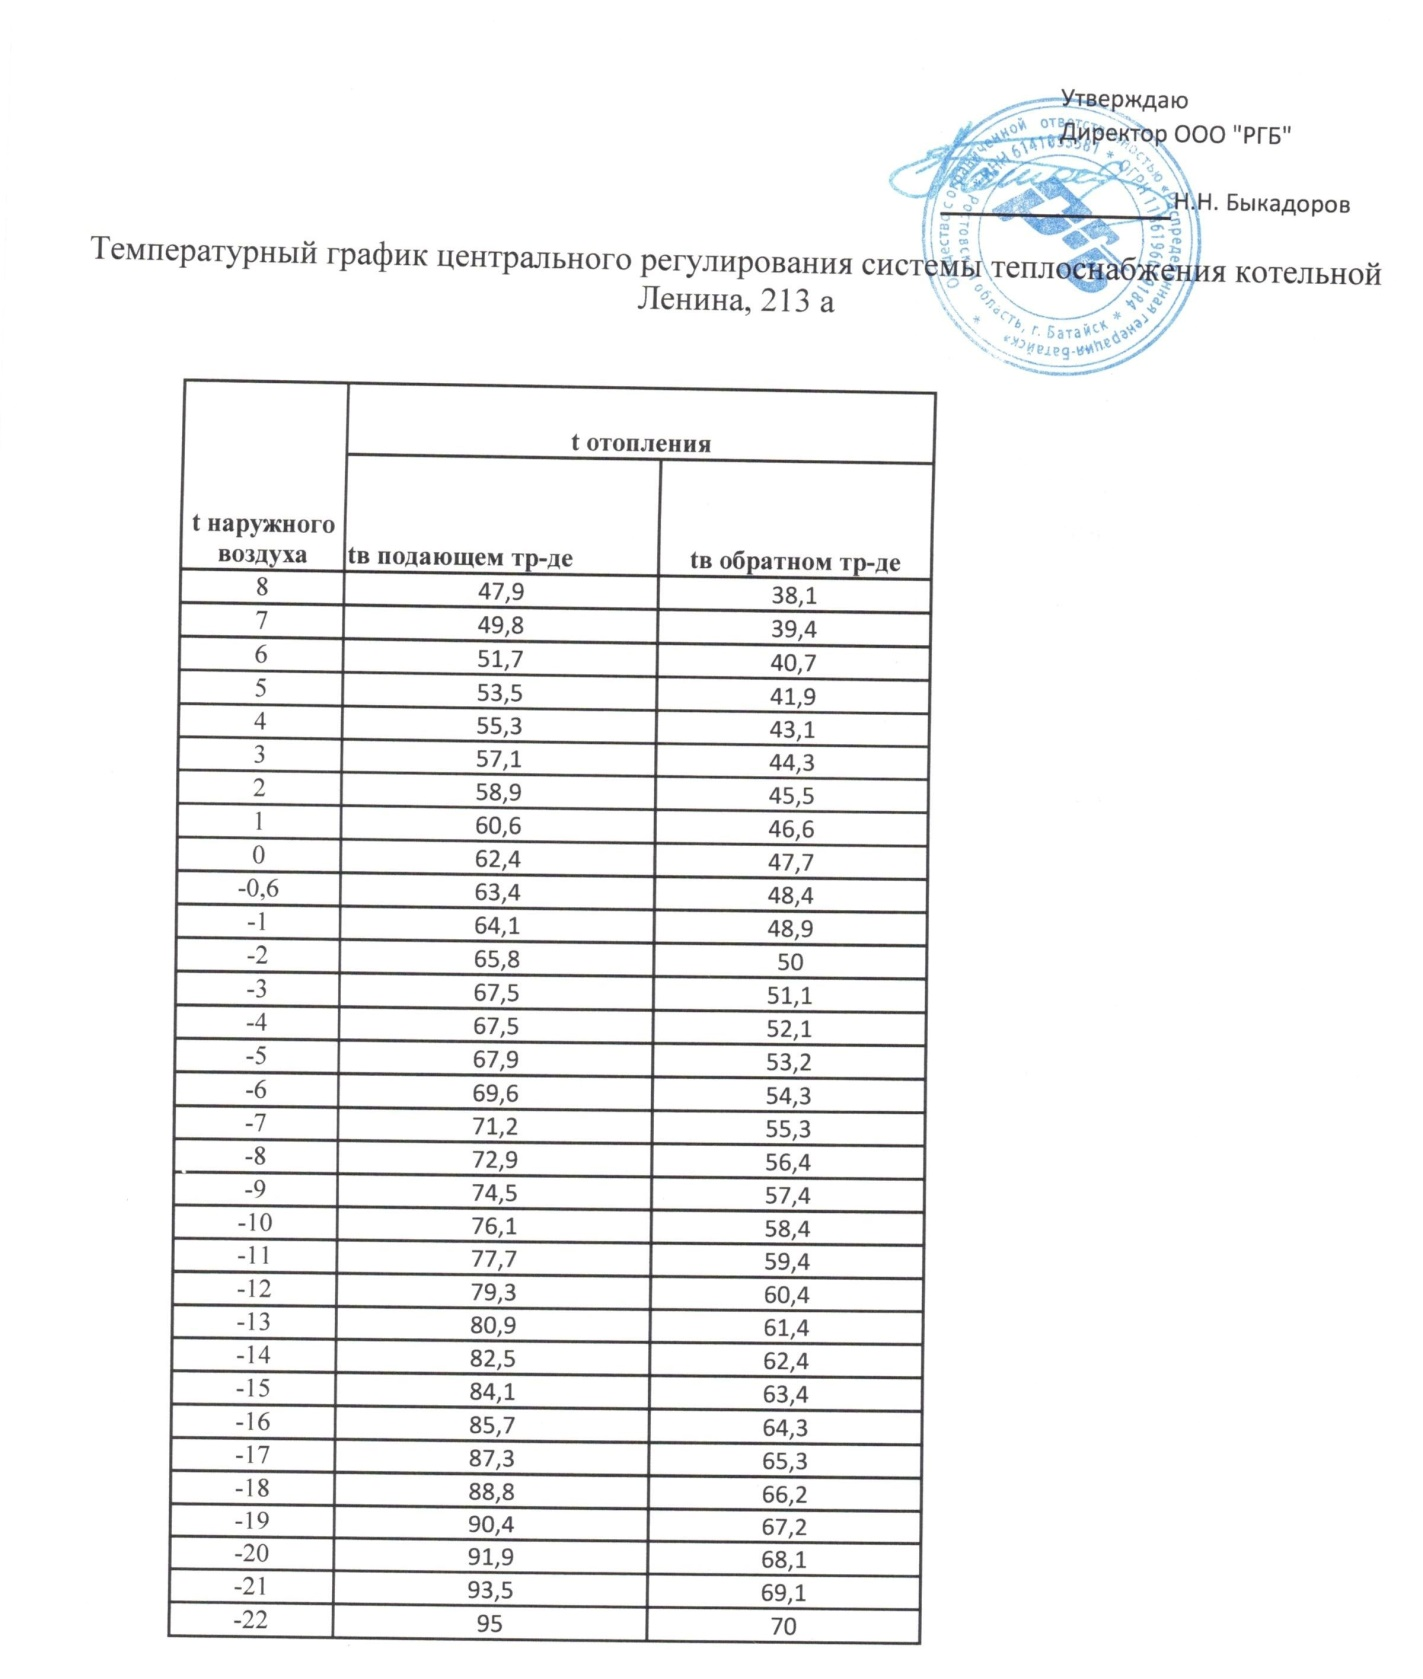 Утверждаю
Директор ООО "РГБ"
Н.Н. Быкадоров
Температурный график центрального регулирования системы теплоснабжения котельной
Ленина, 213 а
t отопления
t наружного
воздуха
tв подающем тр-де
tв обратном тр-де
8 47,9 38,1
7 49,8 39,4
6 51,7 40,7
5 53,5 41,9
4 55,3 43,1
3 57,1 44,3
2 58,9 45,5
1 60,6 46,6
0 62,4 47,7
-0,6 63,4 48,4
-1 64,1 48,9
-2 65,8 50
-3 67,5 51,1
-4 67,5 52,1
-5 67,9 53,2
-6 69,6 54,3
-7 71,2 55,3
-8 72,9 56,4
-9 74,5 57,4
-10 76,1 58,4
-11 77,7 59,4
-12 79,3 60,4
-13 80,9 61,4
-14 82,5 62,4
-15 84,1 63,4
-16 85,7 64,3
-17 87,3 65,3
-18 88,8 66,2
-19 90,4 67,2
-20 91,9 68,1
-21 93,5 69,1
-22 95 70
Общество с ограниченной ответственностью «Распределенная генерация-Батайск»
область, г. Батайск